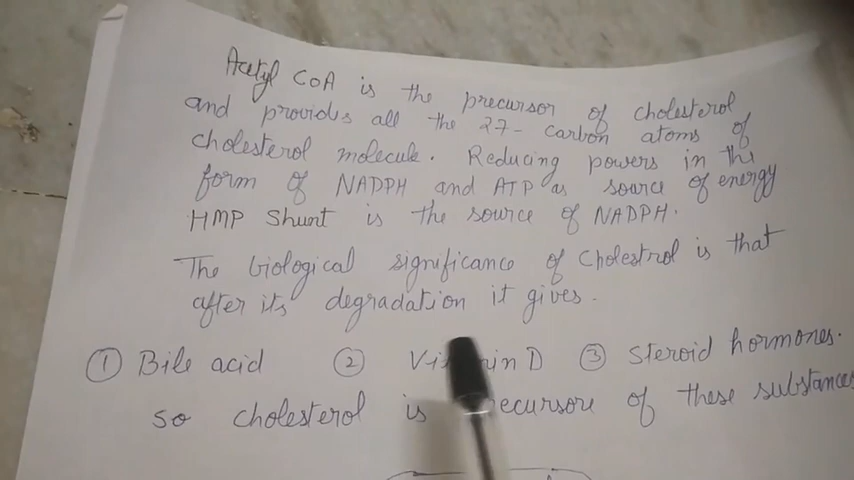 Acetyl CoA is the precursor of cholesterol
and provides all the 27- carbon atoms of
cholesterol molecule. Reducing powers in the
form of NADPH and ATP as source of energy
HMP Shunt is the source of NADPH.
The biological significance of Cholestrol is that
after its degradation it gives.
① Bile acid ② Vitamin D ③ Steroid hormones.
so cholesterol is precursore of these substances